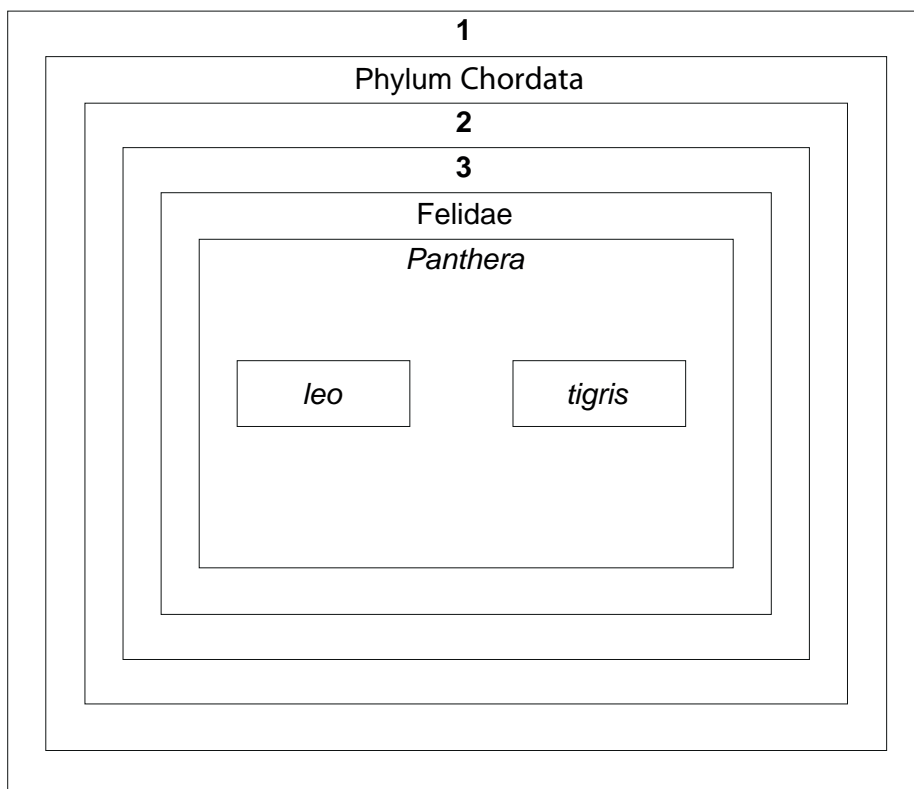 1
Phylum Chordata
2
3
Felidae
Panthera
leo tigris